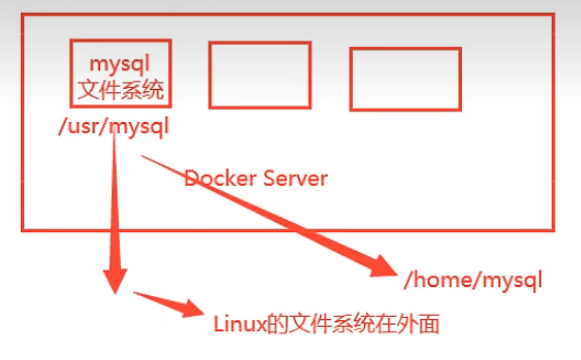 mysql
文件系统
/usr/mysql
Docker Server
/home/mysql
Linux的文件系统在外面